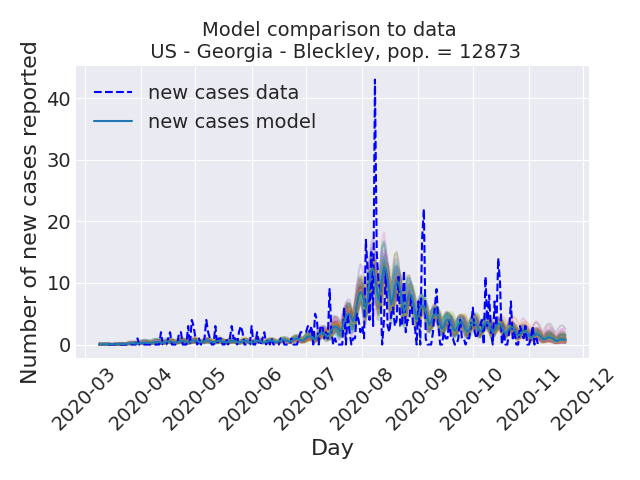 Model comparison to data
US - Georgia - Bleckley, pop. = 12873
Number of new cases reported
new cases data
new cases model
40
30
20
10
0
2020-03
2020-04
2020-05
2020-06
2020-07
2020-08
2020-09
2020-10
2020-11
2020-12
Day